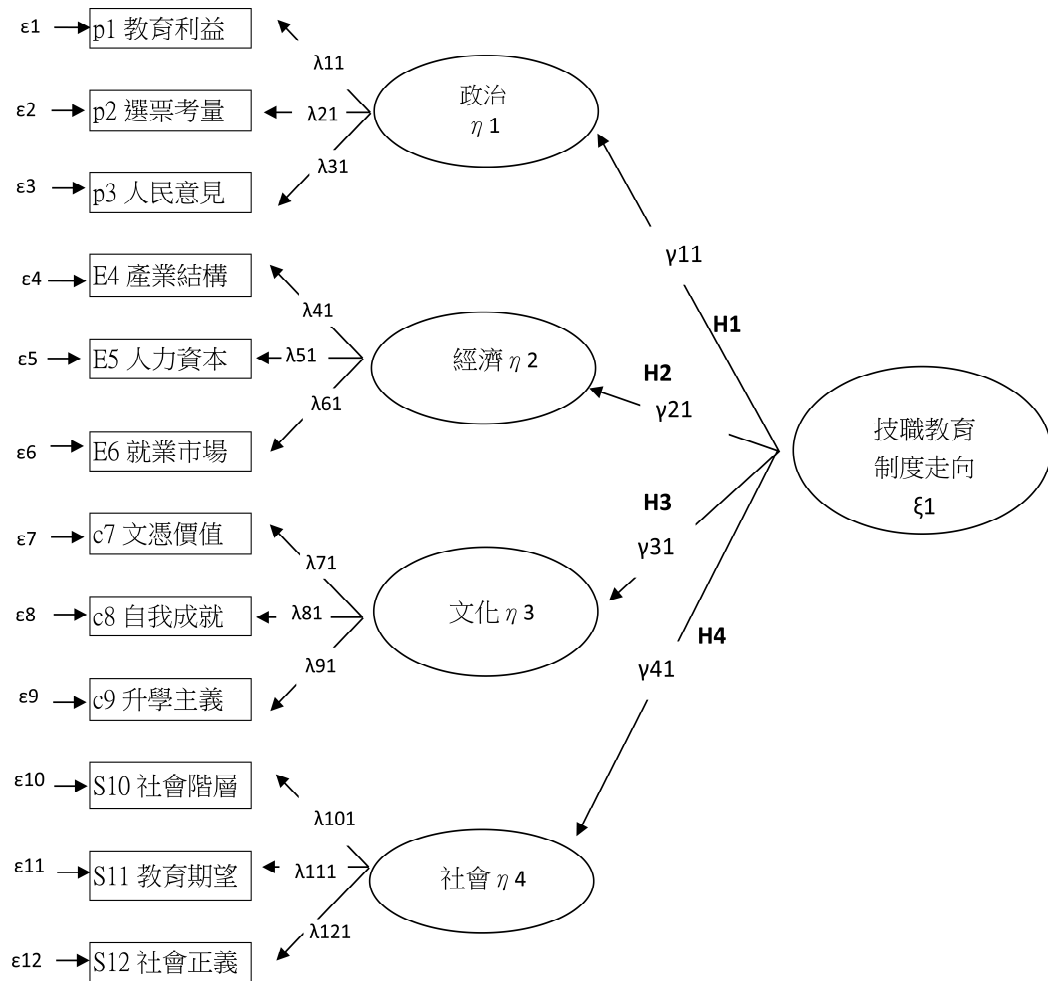 ε1
p1 教育利益
λ11
ε2
p2 選票考量
λ21
政治
η 1
ε3
p3 人民意見
λ31
ε4
E4 產業結構
λ41
ε5
E5 人力資本
λ51
經濟 η 2
ε6
E6 就業市場
λ61
γ11
H1
H2
γ21
技職教育
制度走向
ξ1
ε7
c7 文憑價值
λ71
ε8
c8 自我成就
λ81
文化 η 3
ε9
c9 升學主義
λ91
H3
γ31
H4
γ41
ε10
S10 社會階層
λ101
ε11
S11 教育期望
λ111
社會 η 4
ε12
S12 社會正義
λ121